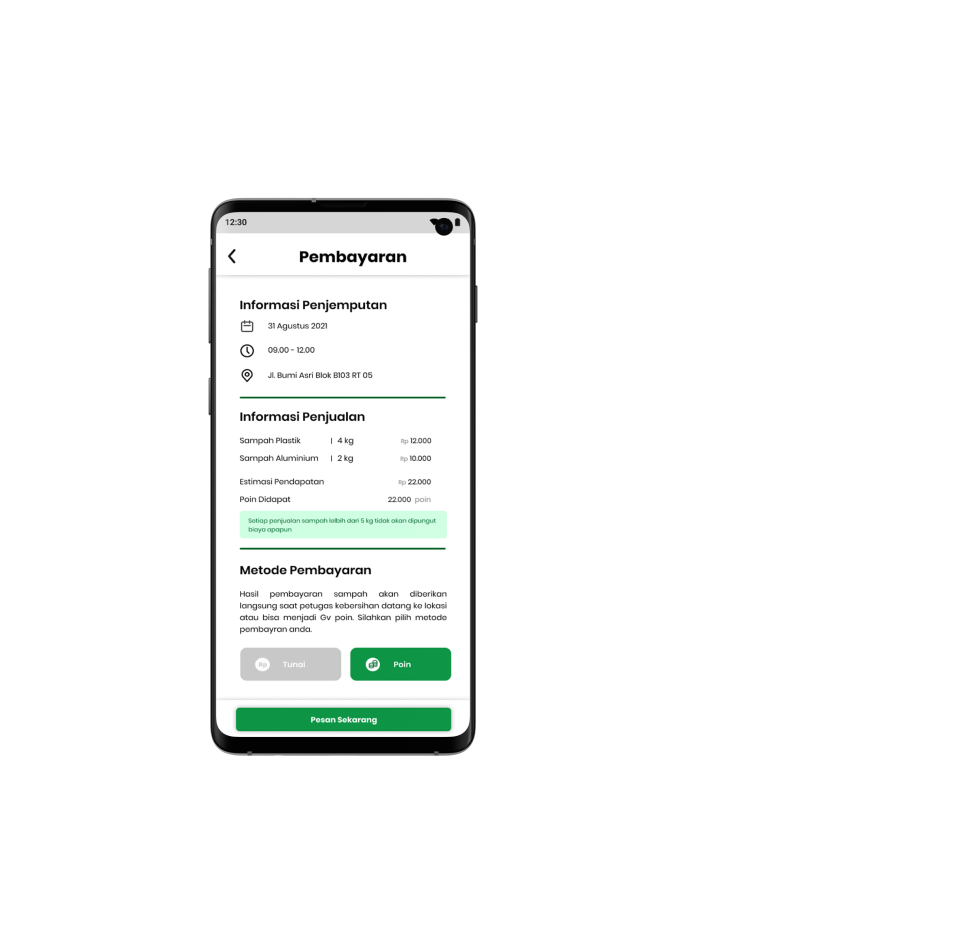 12:30
Pembayaran
Informasi Penjemputan
31 Agustus 2021
09.00 - 12.00
Jl. Bumi Asri Blok B103 RT 05
Informasi Penjualan
Sampah Plastik | 4 kg Rp 12.000
Sampah Aluminium | 2 kg Rp 10.000
Estimasi Pendapatan Rp 22.000
Poin Didapat 22.000 poin
Setiap penjualan sampah lelbih dari 5 kg tidak akan dipungut
biaya apapun
Metode Pembayaran
Hasil pembayaran sampah akan diberikan
langsung saat petugas kebersihan datang ke lokasi
atau bisa menjadi Gv poin. Silahkan pilih metode
pembayran anda.
Rp Tunai Poin
Pesan Sekarang